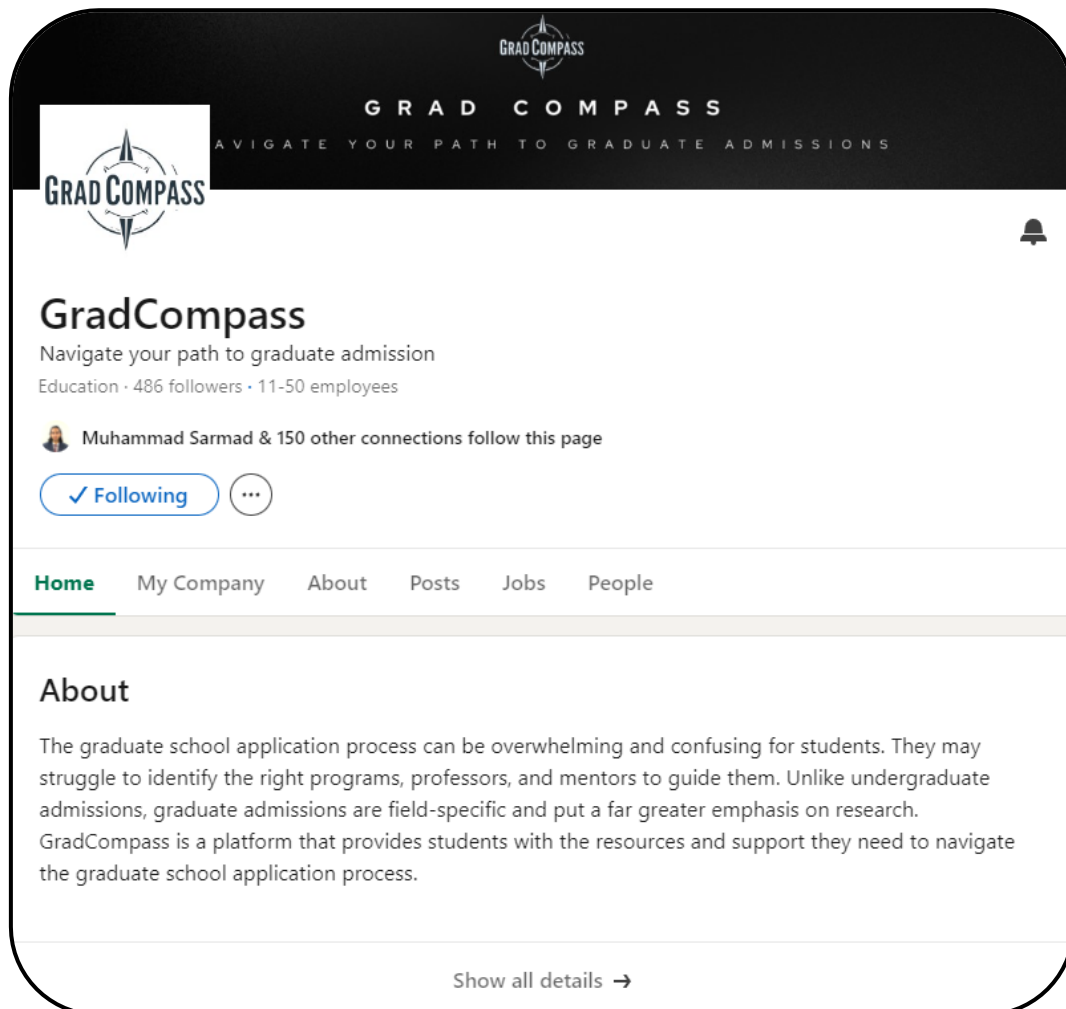 GRAD COMPASS
GRAD COMPASS
AVIGATE YOUR PATH TO GRADUATE ADMISSIONS
GRAD COMPASS
GradCompass
Navigate your path to graduate admission
Education · 486 followers · 11-50 employees
Muhammad Sarmad & 150 other connections follow this page
✓ Following ···
Home My Company About Posts Jobs People
About
The graduate school application process can be overwhelming and confusing for students. They may
struggle to identify the right programs, professors, and mentors to guide them. Unlike undergraduate
admissions, graduate admissions are field-specific and put a far greater emphasis on research.
GradCompass is a platform that provides students with the resources and support they need to navigate
the graduate school application process.
Show all details →